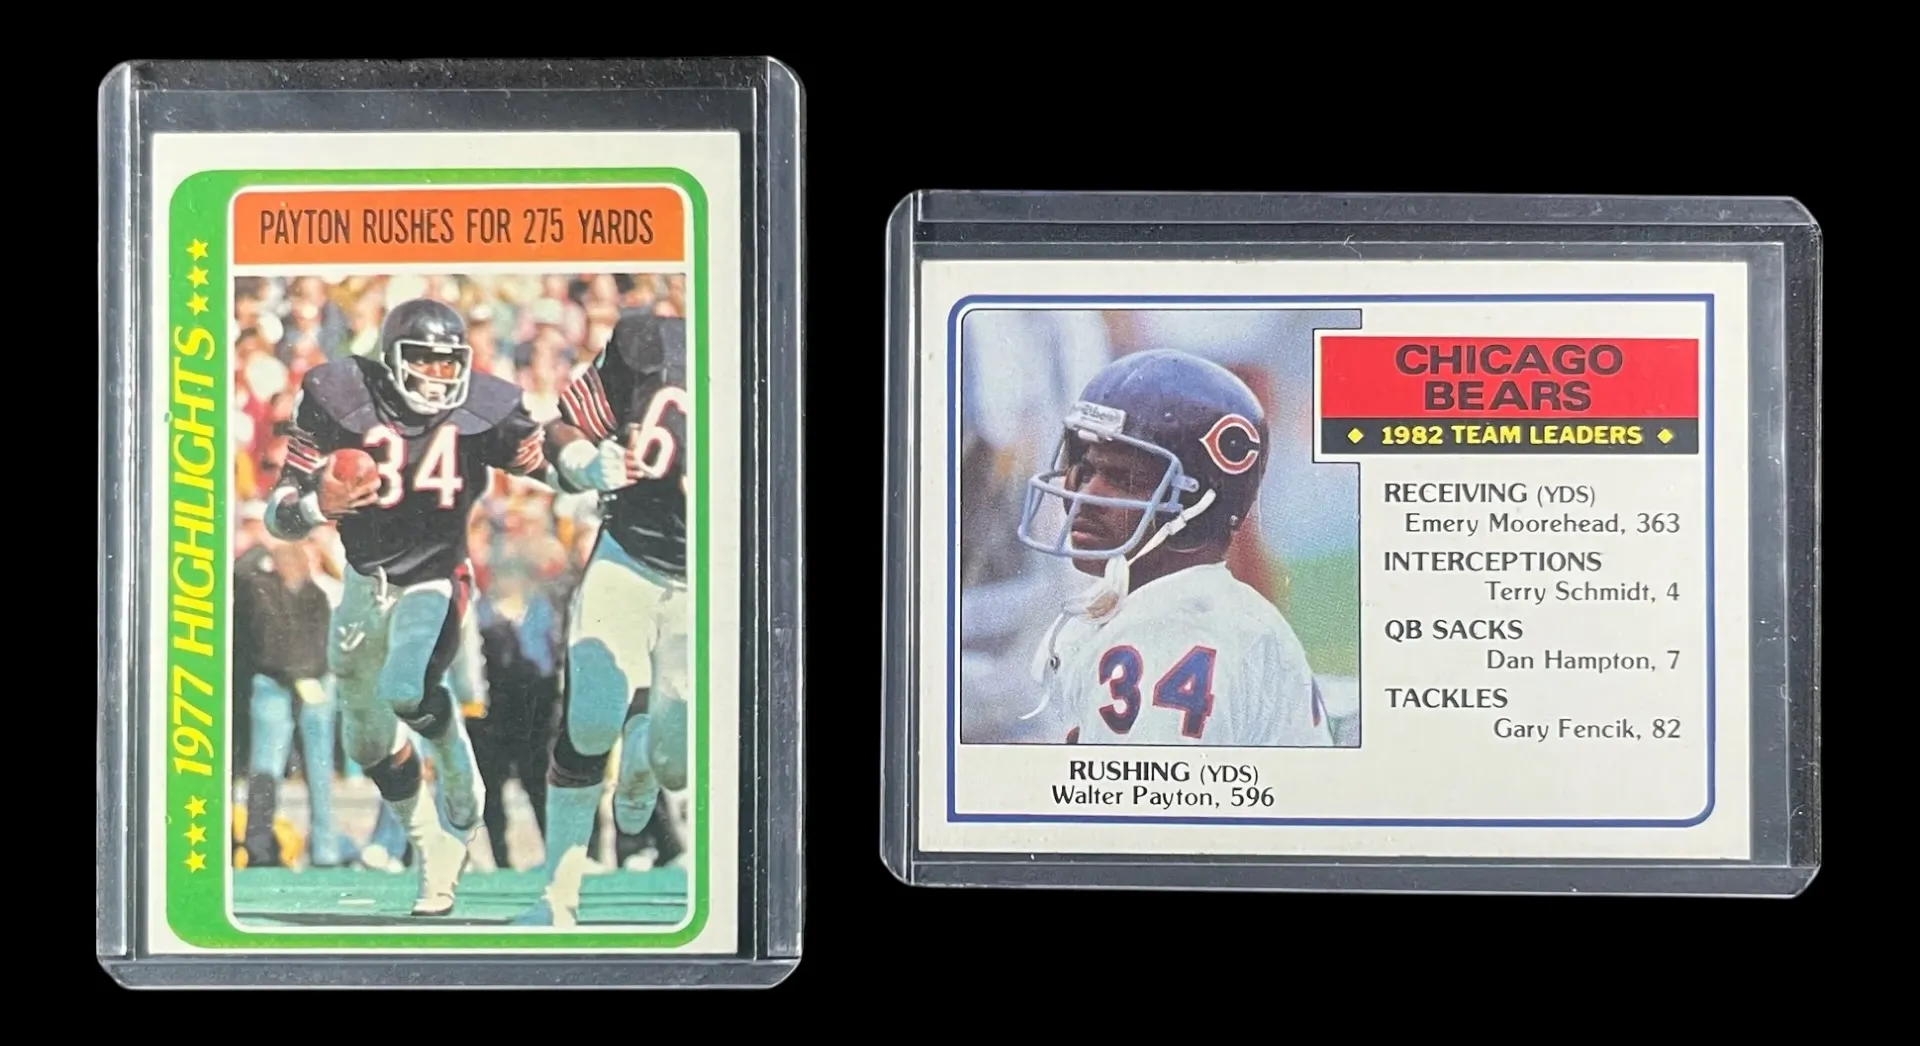 PAYTON RUSHES FOR 275 YARDS
1977 HIGHLIGHTS
34
6
CHICAGO
BEARS
1982 TEAM LEADERS
RECEIVING (YDS)
Emery Moorehead, 363
INTERCEPTIONS
Terry Schmidt, 4
QB SACKS
Dan Hampton, 7
TACKLES
Gary Fencik, 82
C
34
RUSHING (YDS)
Walter Payton, 596